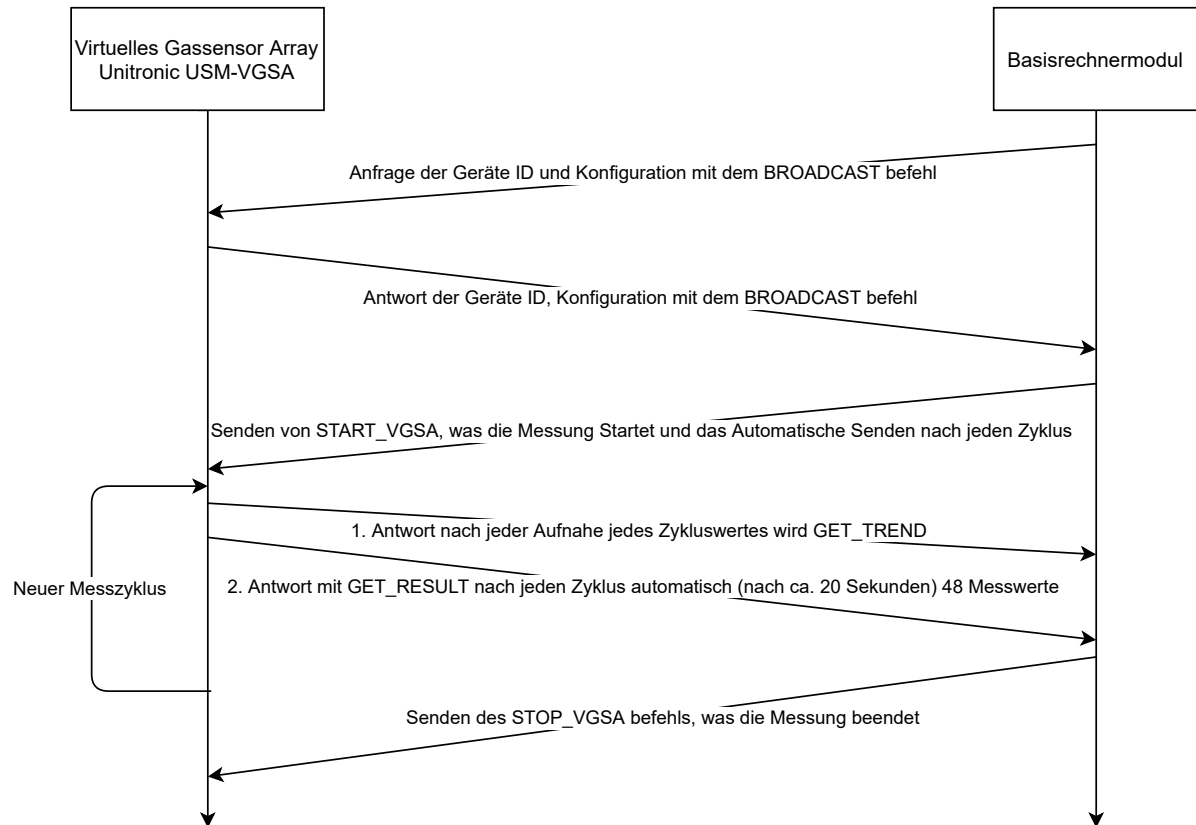 Virtuelles Gassensor Array
Unitronic USM-VGSA
Basisrechnermodul
Anfrage der Geräte ID und Konfiguration mit dem BROADCAST befehl
Antwort der Geräte ID, Konfiguration mit dem BROADCAST befehl
Senden von START_VGSA, was die Messung Startet und das Automatische Senden nach jeden Zyklus
1. Antwort nach jeder Aufnahe jedes Zykluswertes wird GET_TREND
Neuer Messzyklus
2. Antwort mit GET_RESULT nach jeden Zyklus automatisch (nach ca. 20 Sekunden) 48 Messwerte
Senden des STOP_VGSA befehls, was die Messung beendet